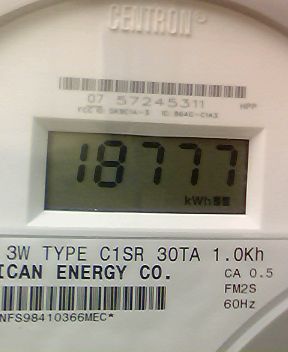 CENTRON
07 57245311
HPP
18777
kWh
3W TYPE C1SR 30TA 1.0Kh
ICAN ENERGY CO.
CA 0.5
FM2S
60Hz
NFS98410366MEC*